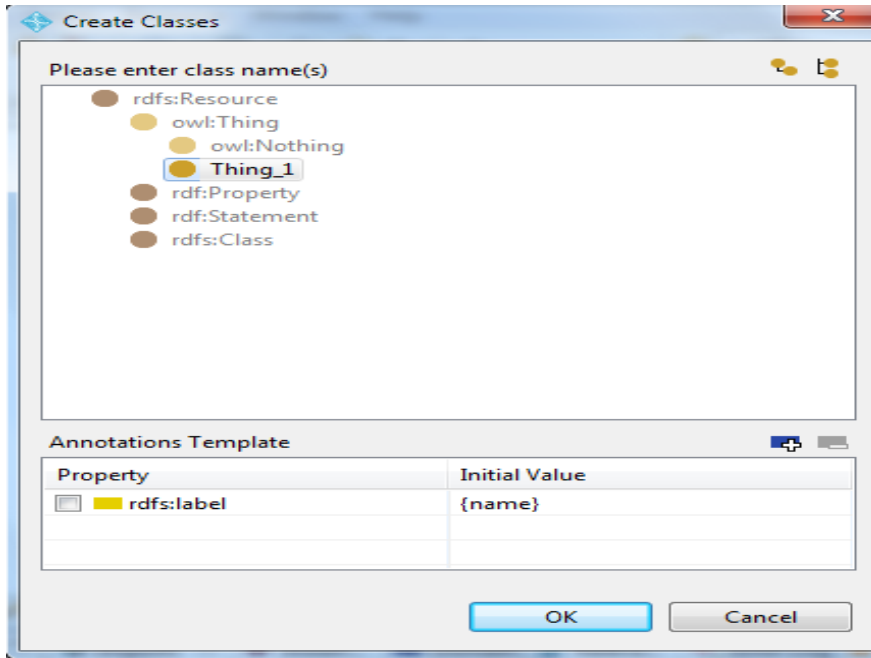 Create Classes
Please enter class name(s)
rdfs:Resource
owl:Thing
owl:Nothing
Thing_1
rdf:Property
rdf:Statement
rdfs:Class
Annotations Template
Property Initial Value
rdfs:label {name}
OK Cancel